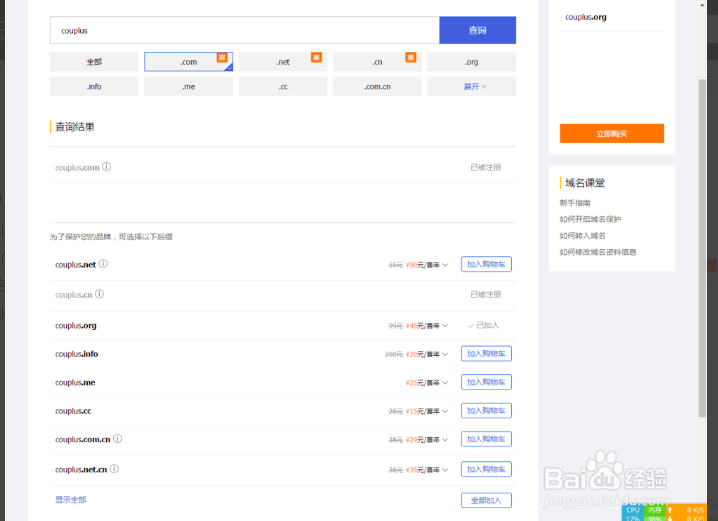 couplus
查询
全部
.com 惠
.net 惠
.cn 惠
.org
.info
.me
.cc
.com.cn
展开
查询结果
couplus.com
已被注册
为了保护您的品牌，可选择以下后缀
couplus.net 55元 ¥50元/首年 加入购物车
couplus.cn 已被注册
couplus.org 99元 ¥45元/首年 已加入
couplus.info 200元 ¥20元/首年 加入购物车
couplus.me ¥25元/首年 加入购物车
couplus.cc 28元 ¥15元/首年 加入购物车
couplus.com.cn 38元 ¥29元/首年 加入购物车
couplus.net.cn 38元 ¥35元/首年 加入购物车
显示全部
全部加入
couplus.org
立即购买
域名课堂
新手指南
如何开启域名保护
如何转入域名
如何修改域名资料信息
Baidu经验
jingyan.baidu.com
CPU 内存 0 K/S
17% 38% 0 K/S